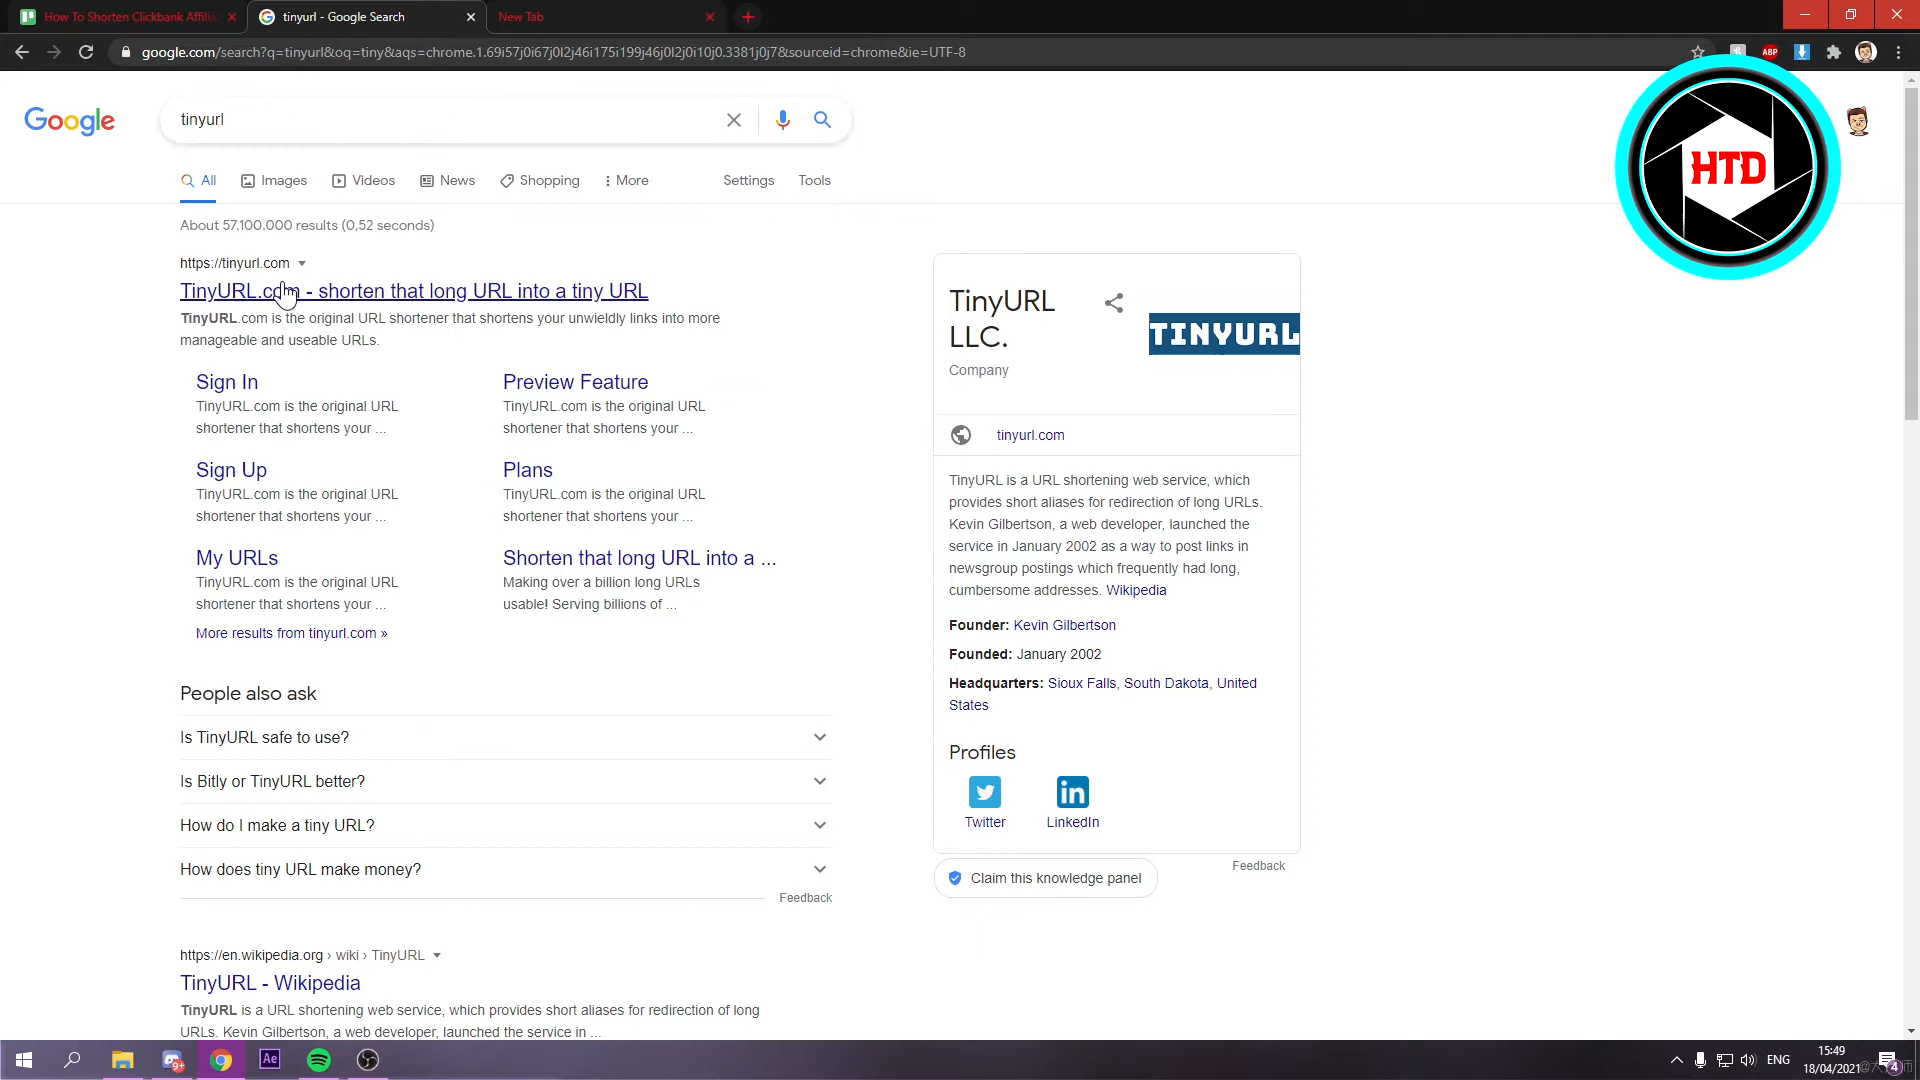 How To Shorten Clickbank Affilia
tinyurl - Google Search
New Tab
google.com/search?q=tinyurl&oq=tiny&aqs=chrome.1.69i57j0i67j0l2j46i175i199j46j0l2j0i10j0.3381j0j7&sourceid=chrome&ie=UTF-8
ABP
Google
tinyurl
HTD
All
Images
Videos
News
Shopping
More
Settings
Tools
About 57.100.000 results (0,52 seconds)
https://tinyurl.com
TinyURL.com - shorten that long URL into a tiny URL
TinyURL.com is the original URL shortener that shortens your unwieldly links into more
manageable and useable URLs.
Sign In
TinyURL.com is the original URL
shortener that shortens your ...
Preview Feature
TinyURL.com is the original URL
shortener that shortens your ...
Sign Up
TinyURL.com is the original URL
shortener that shortens your ...
Plans
TinyURL.com is the original URL
shortener that shortens your ...
My URLs
TinyURL.com is the original URL
shortener that shortens your ...
Shorten that long URL into a ...
Making over a billion long URLs
usable! Serving billions of ...
More results from tinyurl.com »
People also ask
Is TinyURL safe to use?
Is Bitly or TinyURL better?
How do I make a tiny URL?
How does tiny URL make money?
Feedback
https://en.wikipedia.org › wiki › TinyURL
TinyURL - Wikipedia
TinyURL is a URL shortening web service, which provides short aliases for redirection of long
URLs. Kevin Gilbertson, a web developer, launched the service in ...
TinyURL
LLC.
Company
TINYURL
tinyurl.com
TinyURL is a URL shortening web service, which
provides short aliases for redirection of long URLs.
Kevin Gilbertson, a web developer, launched the
service in January 2002 as a way to post links in
newsgroup postings which frequently had long,
cumbersome addresses. Wikipedia
Founder: Kevin Gilbertson
Founded: January 2002
Headquarters: Sioux Falls, South Dakota, United
States
Profiles
Twitter
LinkedIn
Feedback
Claim this knowledge panel
9+
Ae
ENG
15:49
18/04/2021
4